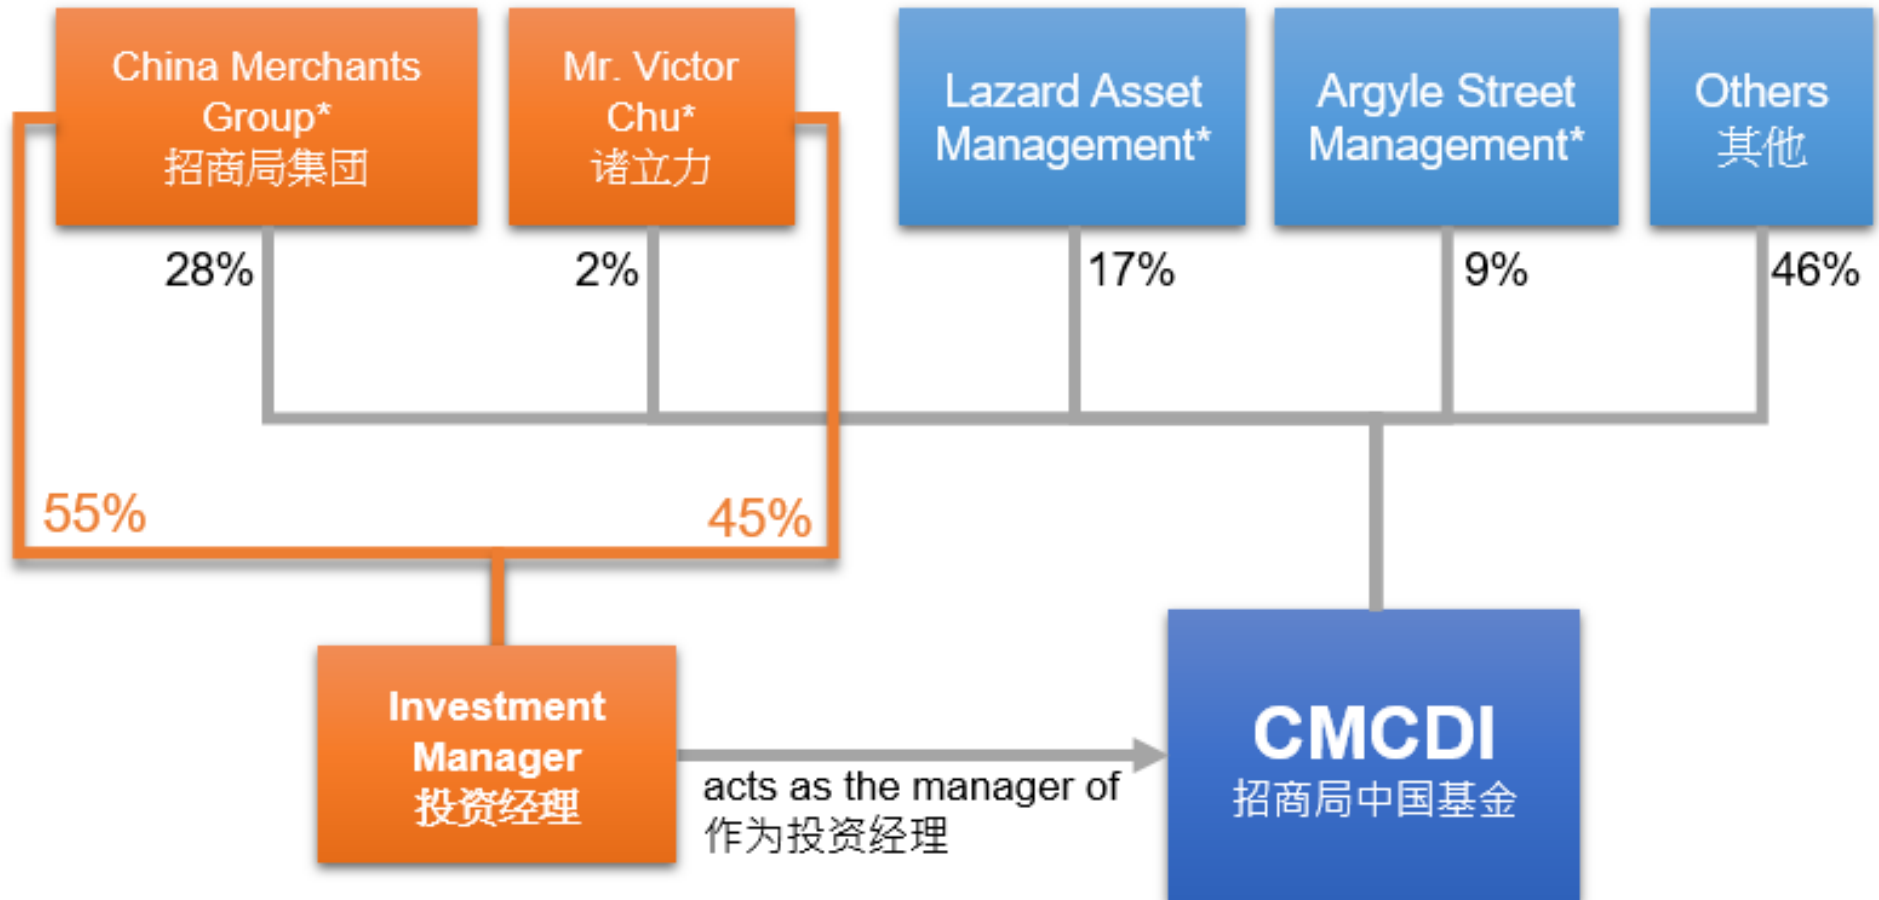 China Merchants
Group*
招商局集团
Mr. Victor
Chu*
诸立力
Lazard Asset
Management*
Argyle Street
Management*
Others
其他
28%
2%
17%
9%
46%
55%
45%
Investment
Manager
投资经理
acts as the manager of
作为投资经理
CMCDI
招商局中国基金